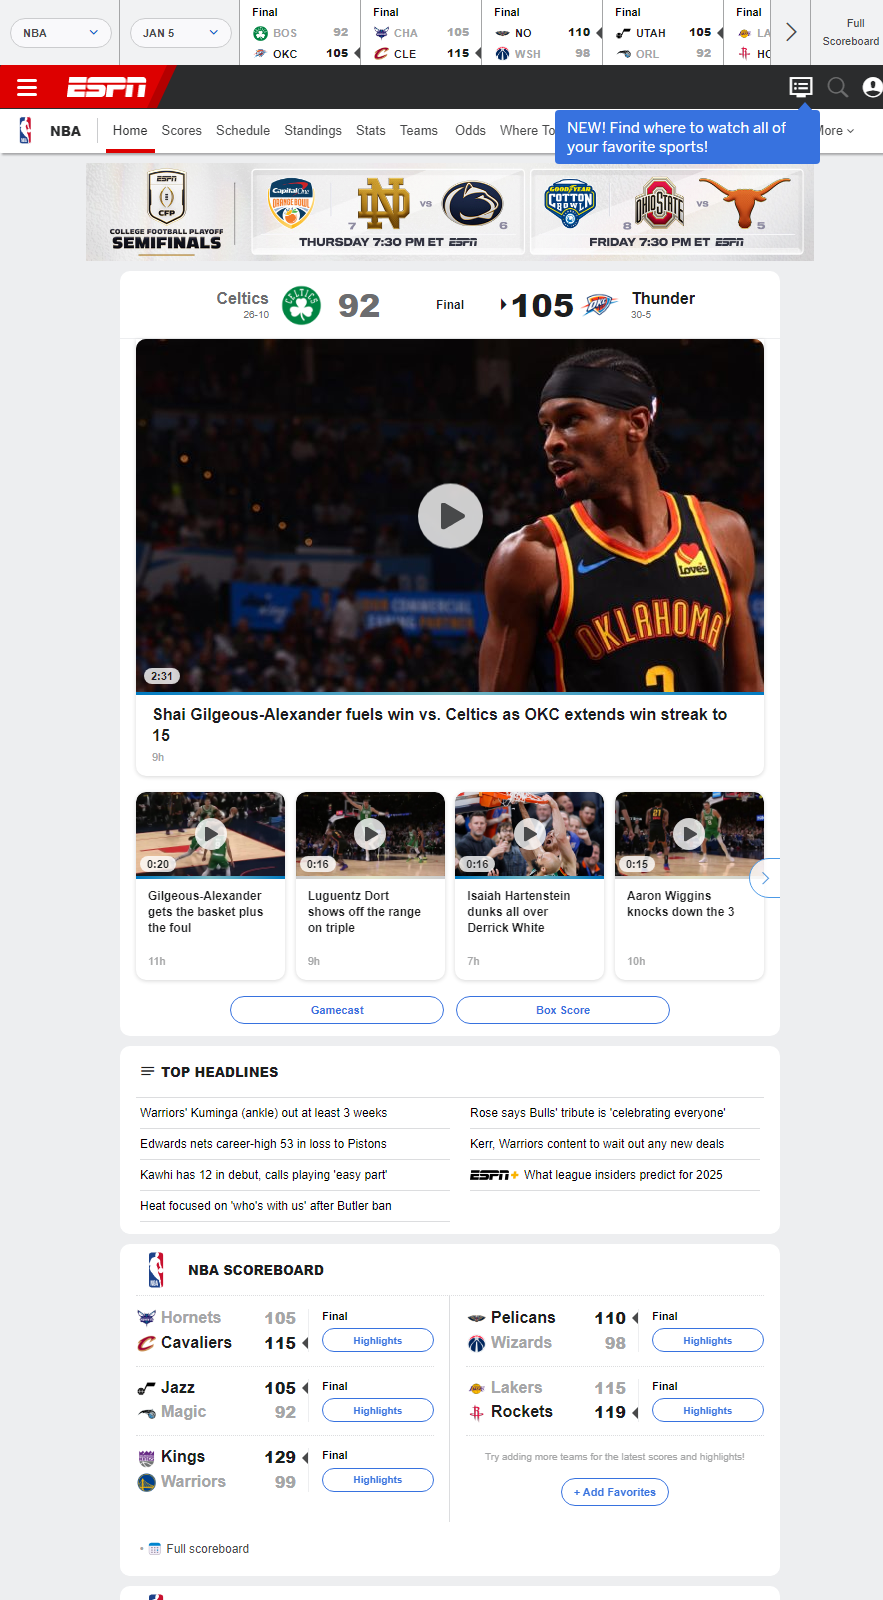 NBA
JAN 5
Final
BOS 92
OKC 105
Final
CHA 105
CLE 115
Final
NO 110
WSH 98
Final
UTAH 105
ORL 92
Final
Full
Scoreboard
ESPN
NBA
Home Scores Schedule Standings Stats Teams Odds Where To
NEW! Find where to watch all of
your favorite sports!
ESPN
CFP
COLLEGE FOOTBALL PLAYOFF
SEMIFINALS
Capital One
ORANGE BOWL
7 VS 6
THURSDAY 7:30 PM ET ESPN
GOODYEAR
COTTON
BOWL
8 OHIO STATE VS 5
FRIDAY 7:30 PM ET ESPN
Celtics
26-10
CELTICS
92
Final
105
OKC
Thunder
30-5
Love's
OKLAHOMA
2:31
Shai Gilgeous-Alexander fuels win vs. Celtics as OKC extends win streak to
15
9h
0:20
Gilgeous-Alexander
gets the basket plus
the foul
11h
0:16
Luguentz Dort
shows off the range
on triple
9h
0:16
Isaiah Hartenstein
dunks all over
Derrick White
7h
0:15
Aaron Wiggins
knocks down the 3
10h
Gamecast
Box Score
TOP HEADLINES
Warriors' Kuminga (ankle) out at least 3 weeks
Edwards nets career-high 53 in loss to Pistons
Kawhi has 12 in debut, calls playing 'easy part'
Heat focused on 'who's with us' after Butler ban
Rose says Bulls' tribute is 'celebrating everyone'
Kerr, Warriors content to wait out any new deals
ESPN+ What league insiders predict for 2025
NBA SCOREBOARD
Hornets 105
Cavaliers 115
Final
Highlights
Pelicans 110
Wizards 98
Final
Highlights
Jazz 105
Magic 92
Final
Highlights
Lakers 115
Rockets 119
Final
Highlights
Kings 129
Warriors 99
Final
Highlights
Try adding more teams for the latest scores and highlights!
+ Add Favorites
Full scoreboard